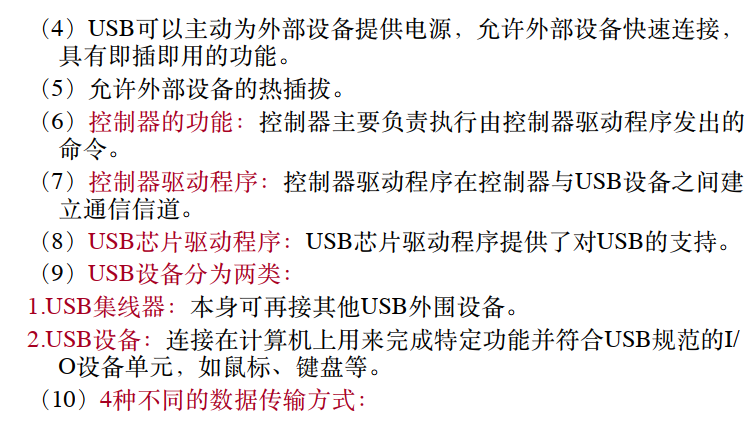 （4）USB可以主动为外部设备提供电源，允许外部设备快速连接，
具有即插即用的功能。
（5）允许外部设备的热插拔。
（6）控制器的功能：控制器主要负责执行由控制器驱动程序发出的
命令。
（7）控制器驱动程序：控制器驱动程序在控制器与USB设备之间建
立通信信道。
（8）USB芯片驱动程序：USB芯片驱动程序提供了对USB的支持。
（9）USB设备分为两类：
1.USB集线器：本身可再接其他USB外围设备。
2.USB设备：连接在计算机上用来完成特定功能并符合USB规范的I/
O设备单元，如鼠标、键盘等。
（10）4种不同的数据传输方式：